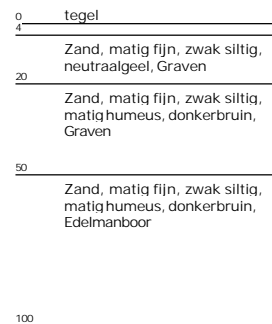 0 tegel
4
Zand, matig fijn, zwak siltig,
neutraalgeel, Graven
20
Zand, matig fijn, zwak siltig,
matig humeus, donkerbruin,
Graven
50
Zand, matig fijn, zwak siltig,
matig humeus, donkerbruin,
Edelmanboor
100